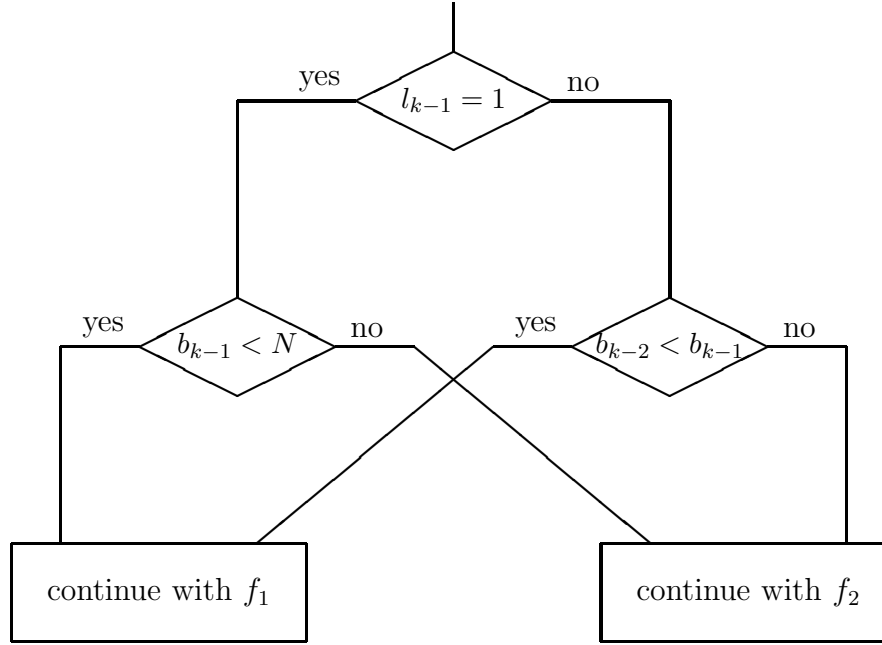 yes
$l_{k-1} = 1$
no
yes
$b_{k-1} < N$
no
yes
$b_{k-2} < b_{k-1}$
no
continue with $f_1$
continue with $f_2$